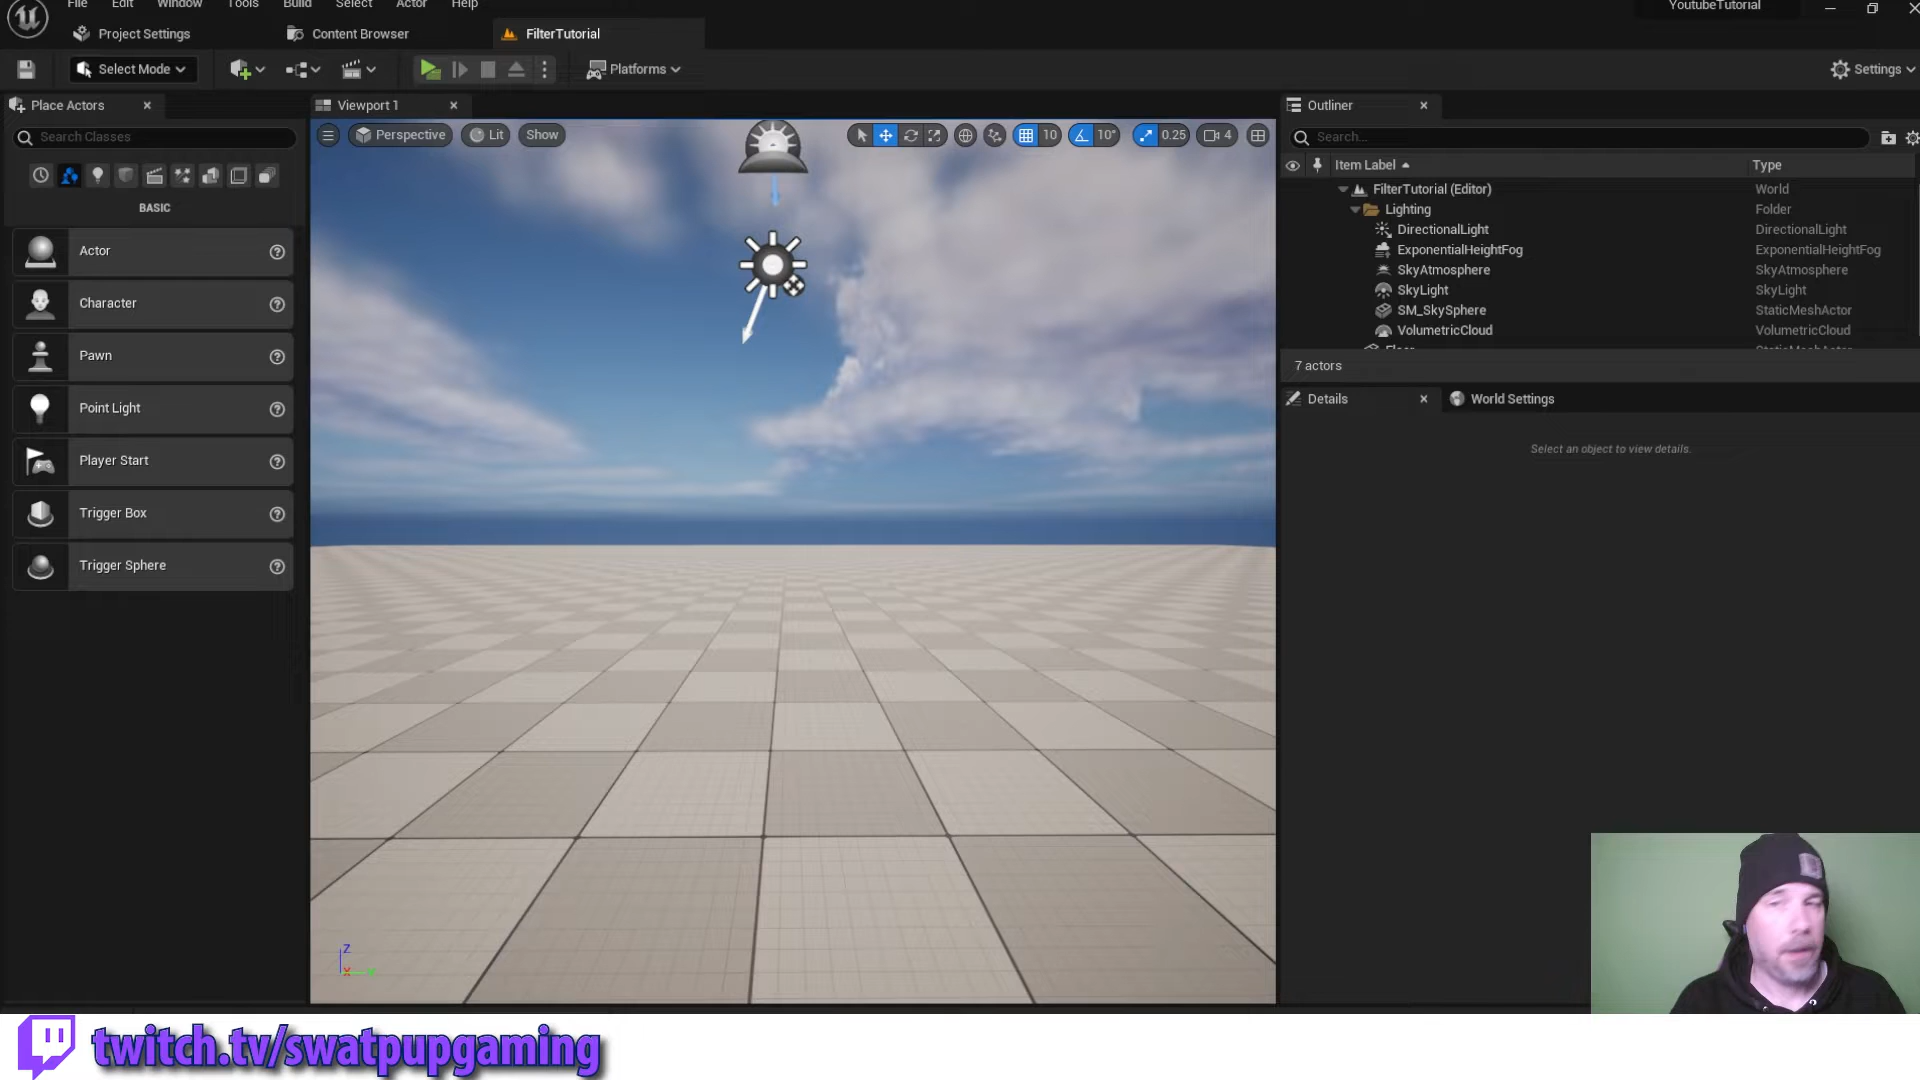 File Edit Window Tools Build Select Actor Help YoutubeTutorial
Project Settings Content Browser FilterTutorial
Select Mode Platforms Settings
Place Actors Viewport 1 Outliner
Search Classes Perspective Lit Show 10 10° 0.25 4 Search...
Item Label Type
BASIC
Actor
Character
Pawn
Point Light
Player Start
Trigger Box
Trigger Sphere
FilterTutorial (Editor) World
Lighting Folder
DirectionalLight DirectionalLight
ExponentialHeightFog ExponentialHeightFog
SkyAtmosphere SkyAtmosphere
SkyLight SkyLight
SM_SkySphere StaticMeshActor
VolumetricCloud VolumetricCloud
Floor StaticMeshActor
7 actors
Details World Settings
Select an object to view details.
Z
twitch.tv/swatpupgaming